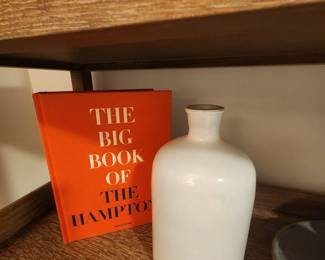 THE
BIG
BOOK
OF
THE
HAMPTON